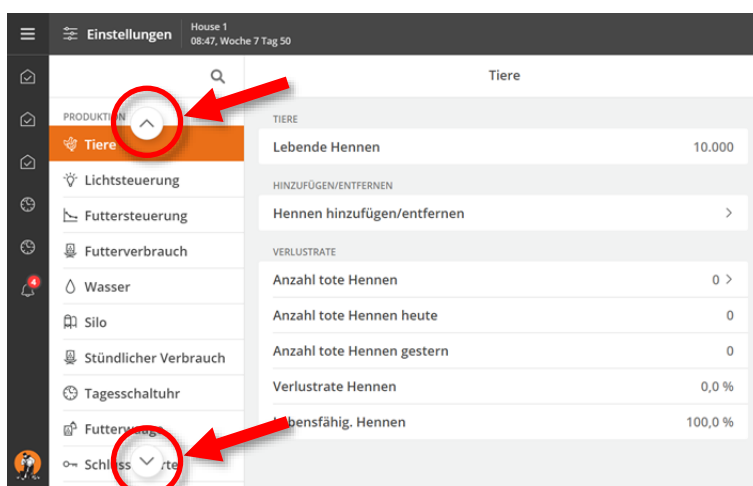 Einstellungen
House 1
08:47, Woche 7 Tag 50
Tiere
PRODUKTION
Tiere
Lichtsteuerung
Futtersteuerung
Futterverbrauch
Wasser
Silo
Stündlicher Verbrauch
Tagesschaltuhr
4
TIERE
Lebende Hennen 10.000
HINZUFÜGEN/ENTFERNEN
Hennen hinzufügen/entfernen
VERLUSTRATE
Anzahl tote Hennen 0
Anzahl tote Hennen heute 0
Anzahl tote Hennen gestern 0
Verlustrate Hennen 0,0 %
Hennen 100,0 %